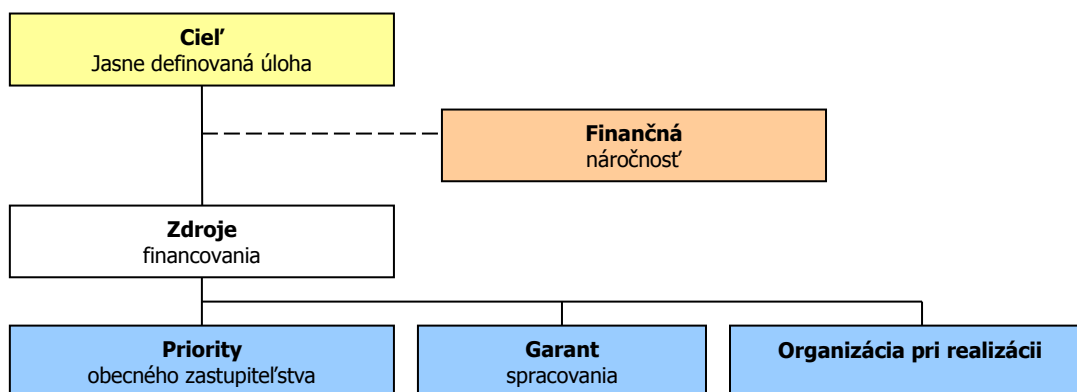 Cieľ
Jasne definovaná úloha
Finančná
náročnosť
Zdroje
financovania
Priority
obecného zastupiteľstva
Garant
spracovania
Organizácia pri realizácii